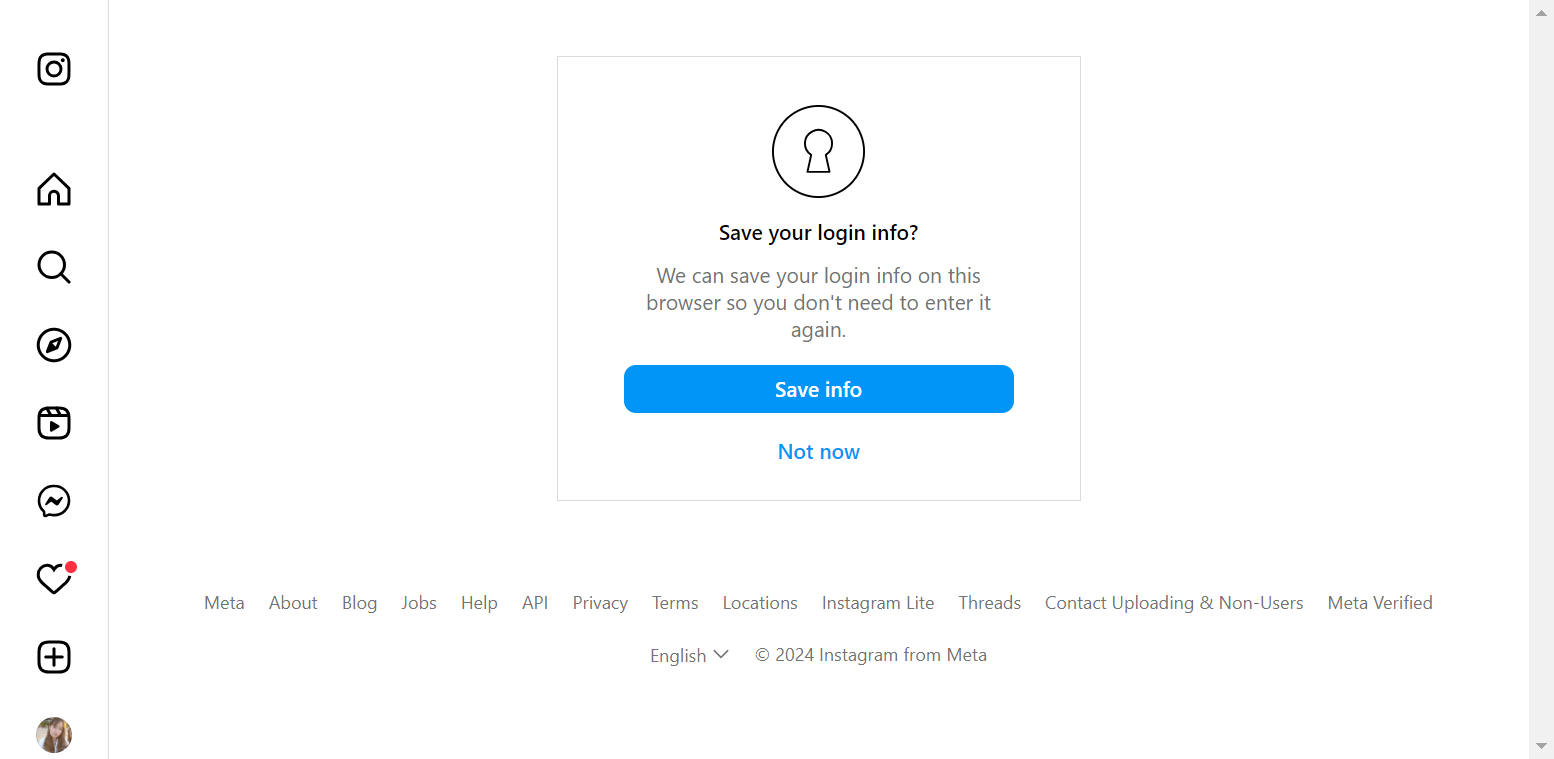 Save your login info?
We can save your login info on this
browser so you don't need to enter it
again.
Save info
Not now
Meta About Blog Jobs Help API Privacy Terms Locations Instagram Lite Threads Contact Uploading & Non-Users Meta Verified
English © 2024 Instagram from Meta